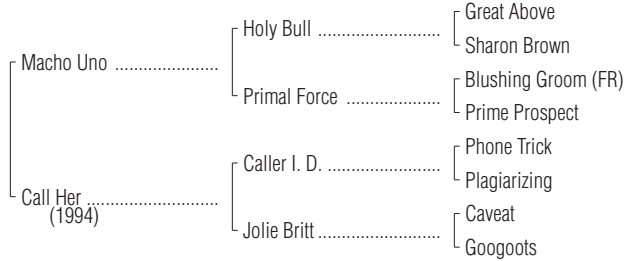 Great Above
Holy Bull ........................
Sharon Brown
Macho Uno ....................
Blushing Groom (FR)
Primal Force ..................
Prime Prospect
Phone Trick
Caller I. D. ......................
Plagiarizing
Call Her .........................
(1994)
Caveat
Jolie Britt ........................
Googoots